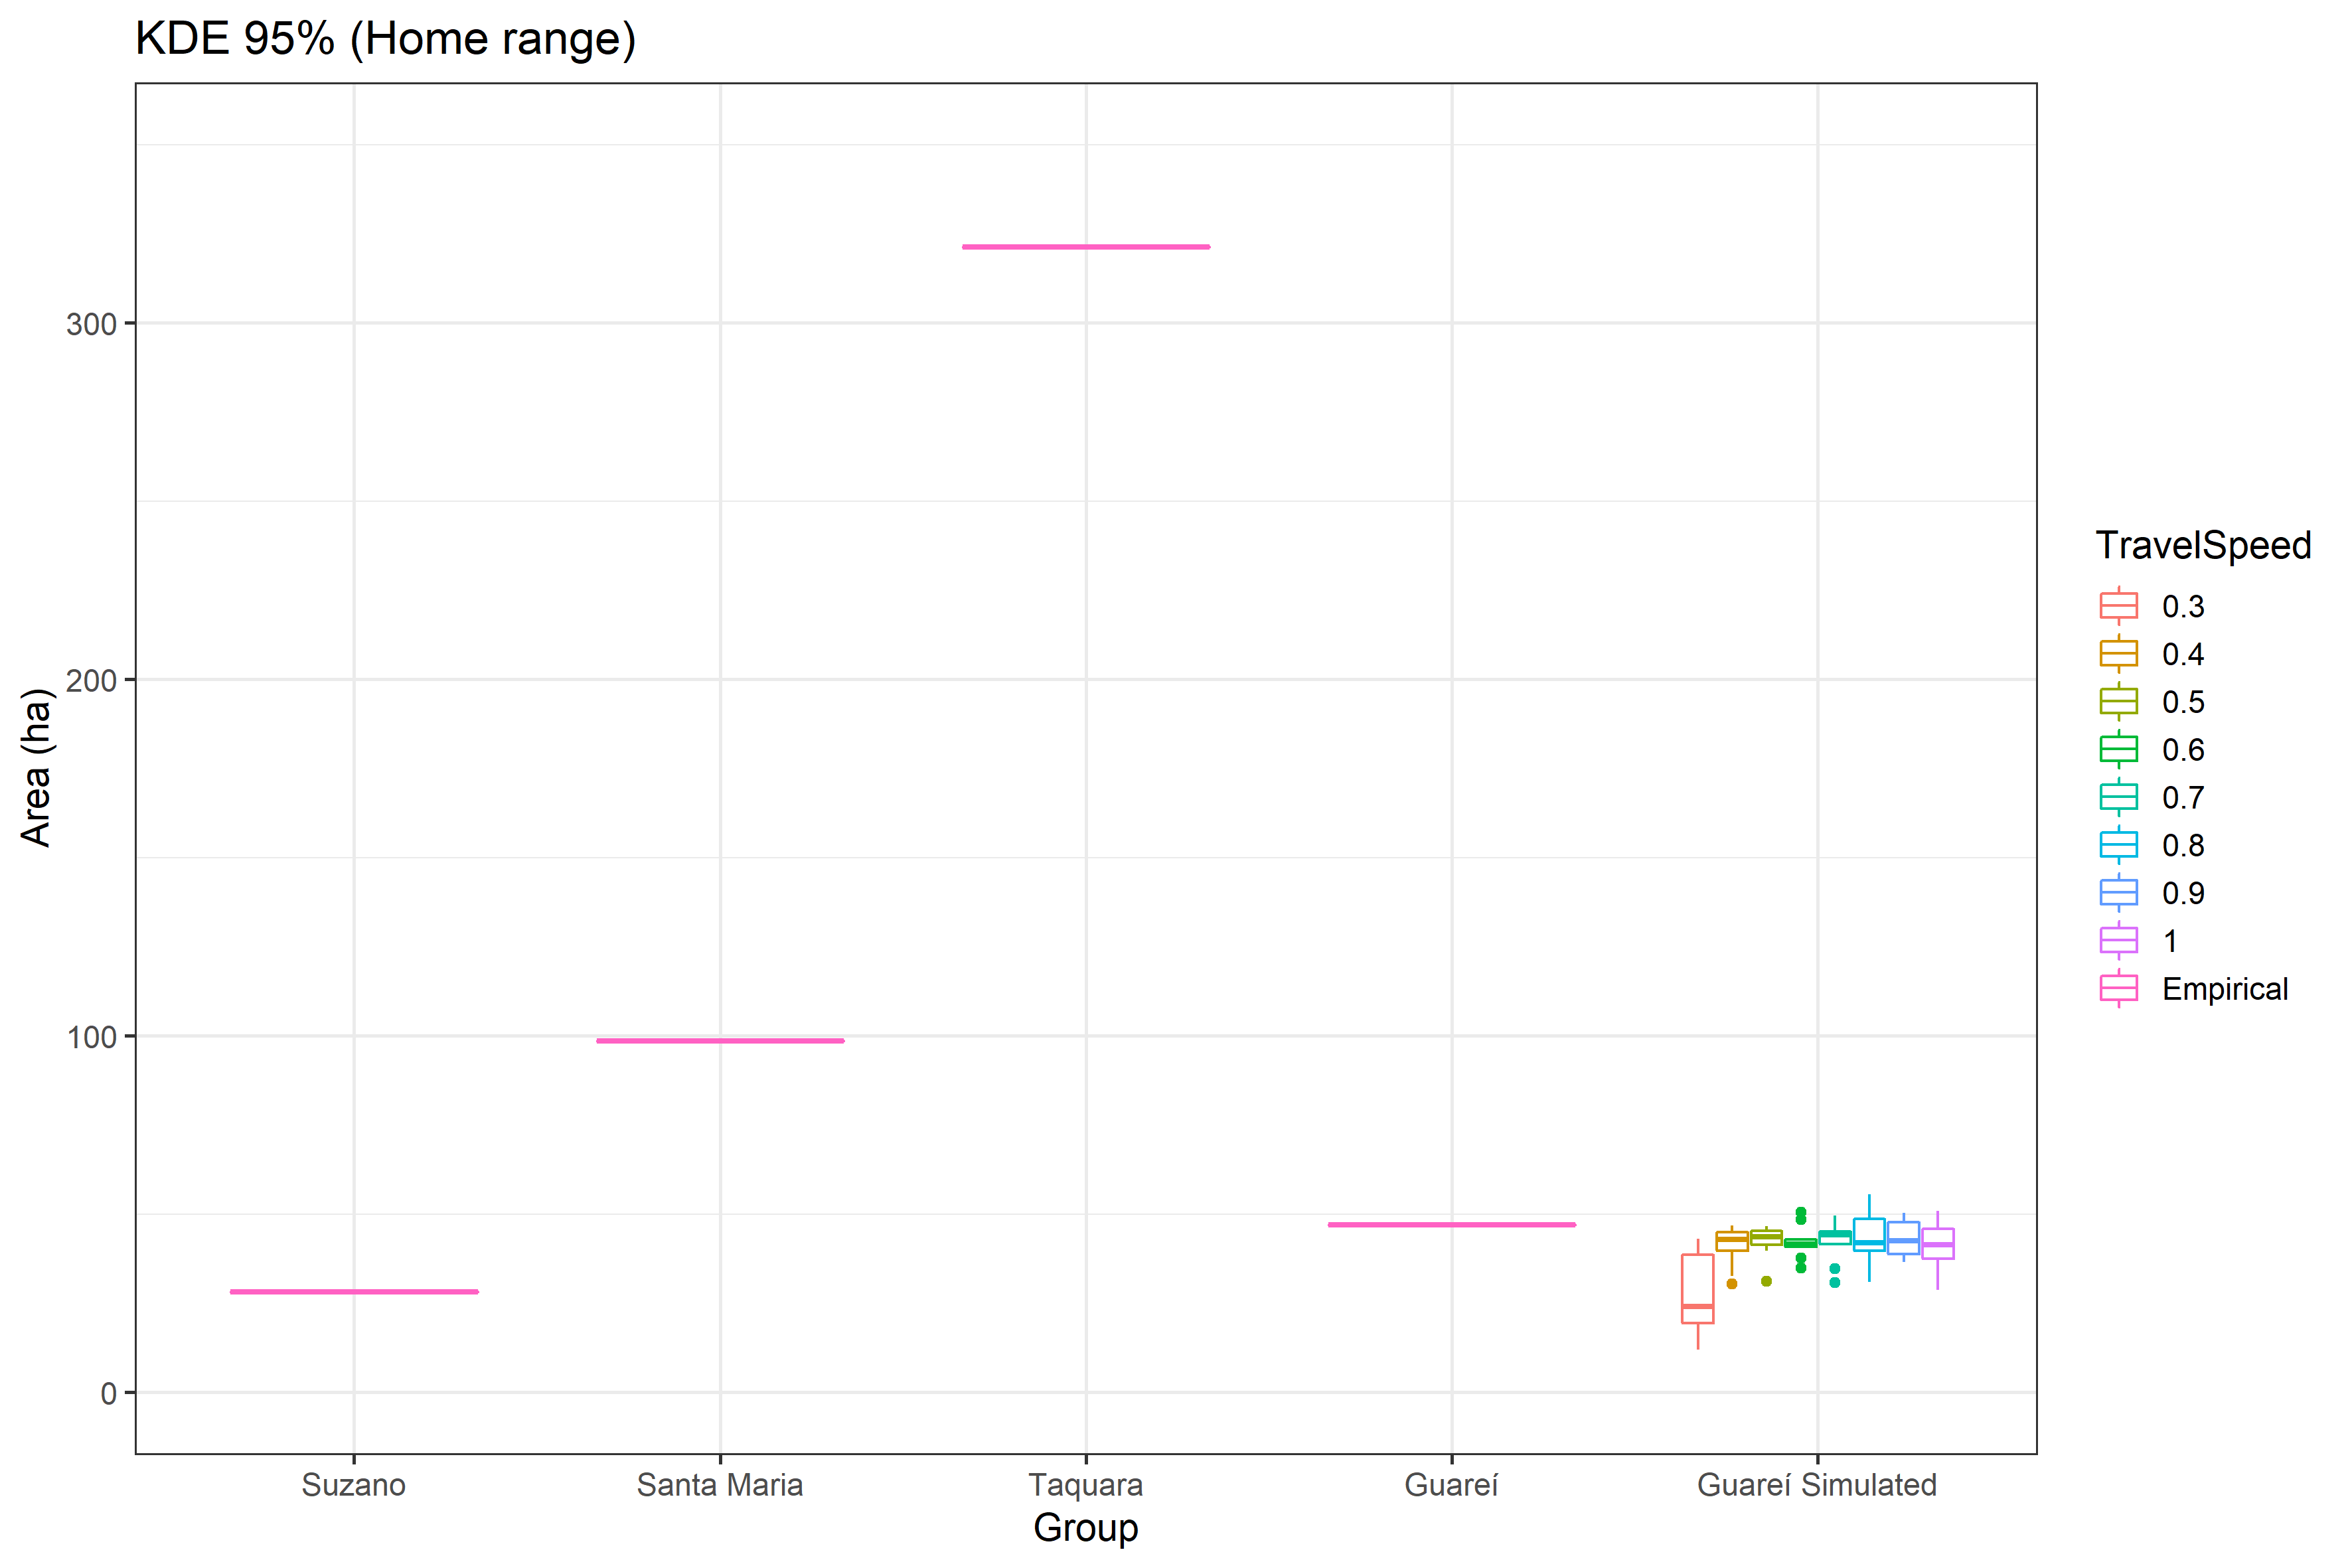 KDE 95% (Home range)
Area (ha)
300
200
100
0
Suzano
Santa Maria
Taquara
Guareí
Guareí Simulated
Group
TravelSpeed
0.3
0.4
0.5
0.6
0.7
0.8
0.9
1
Empirical